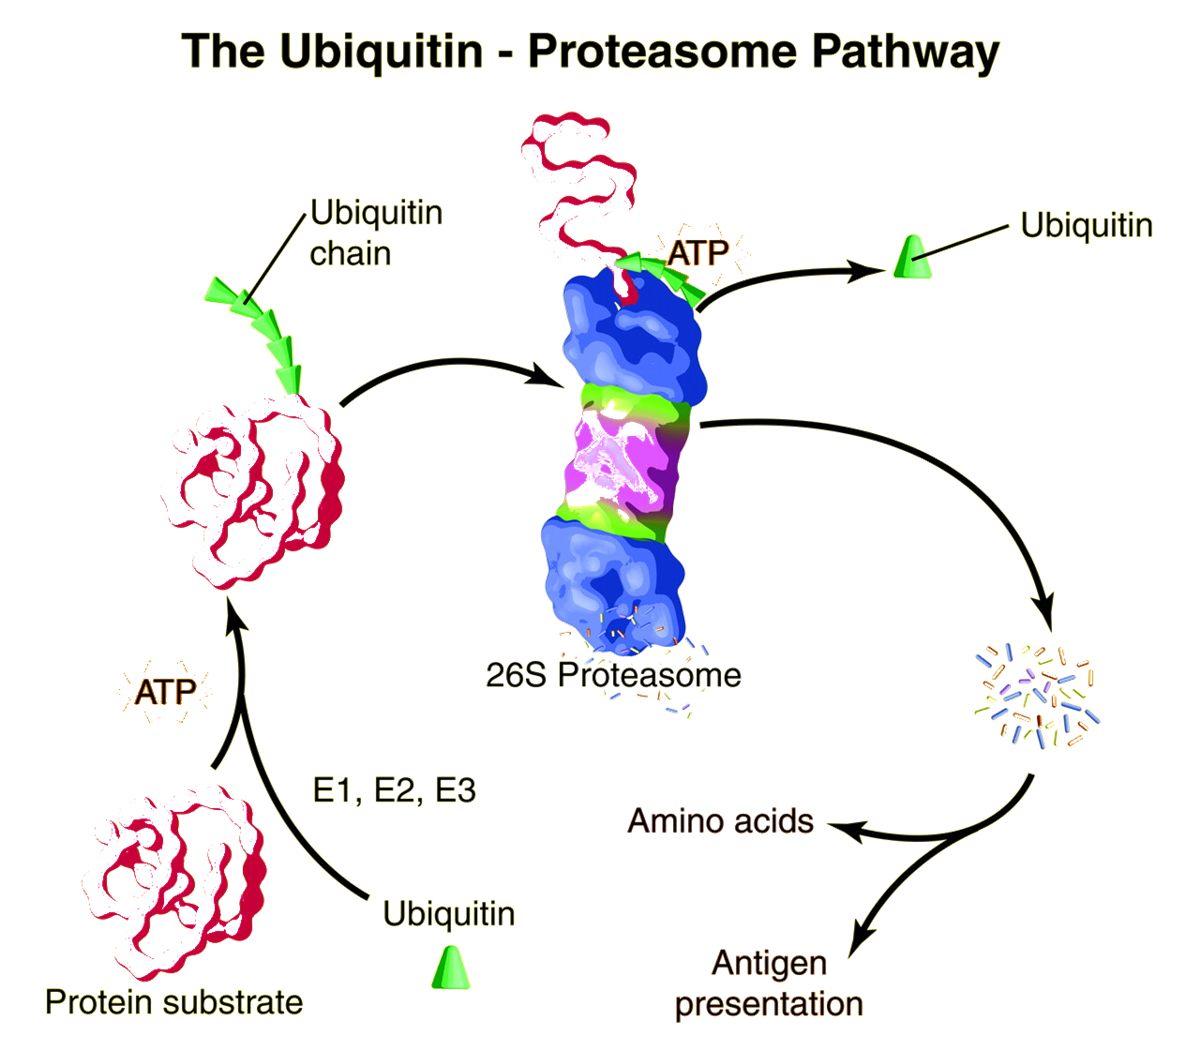 The Ubiquitin - Proteasome Pathway
Ubiquitin
chain
ATP
Ubiquitin
26S Proteasome
ATP
E1, E2, E3
Ubiquitin
Protein substrate
Amino acids
Antigen
presentation